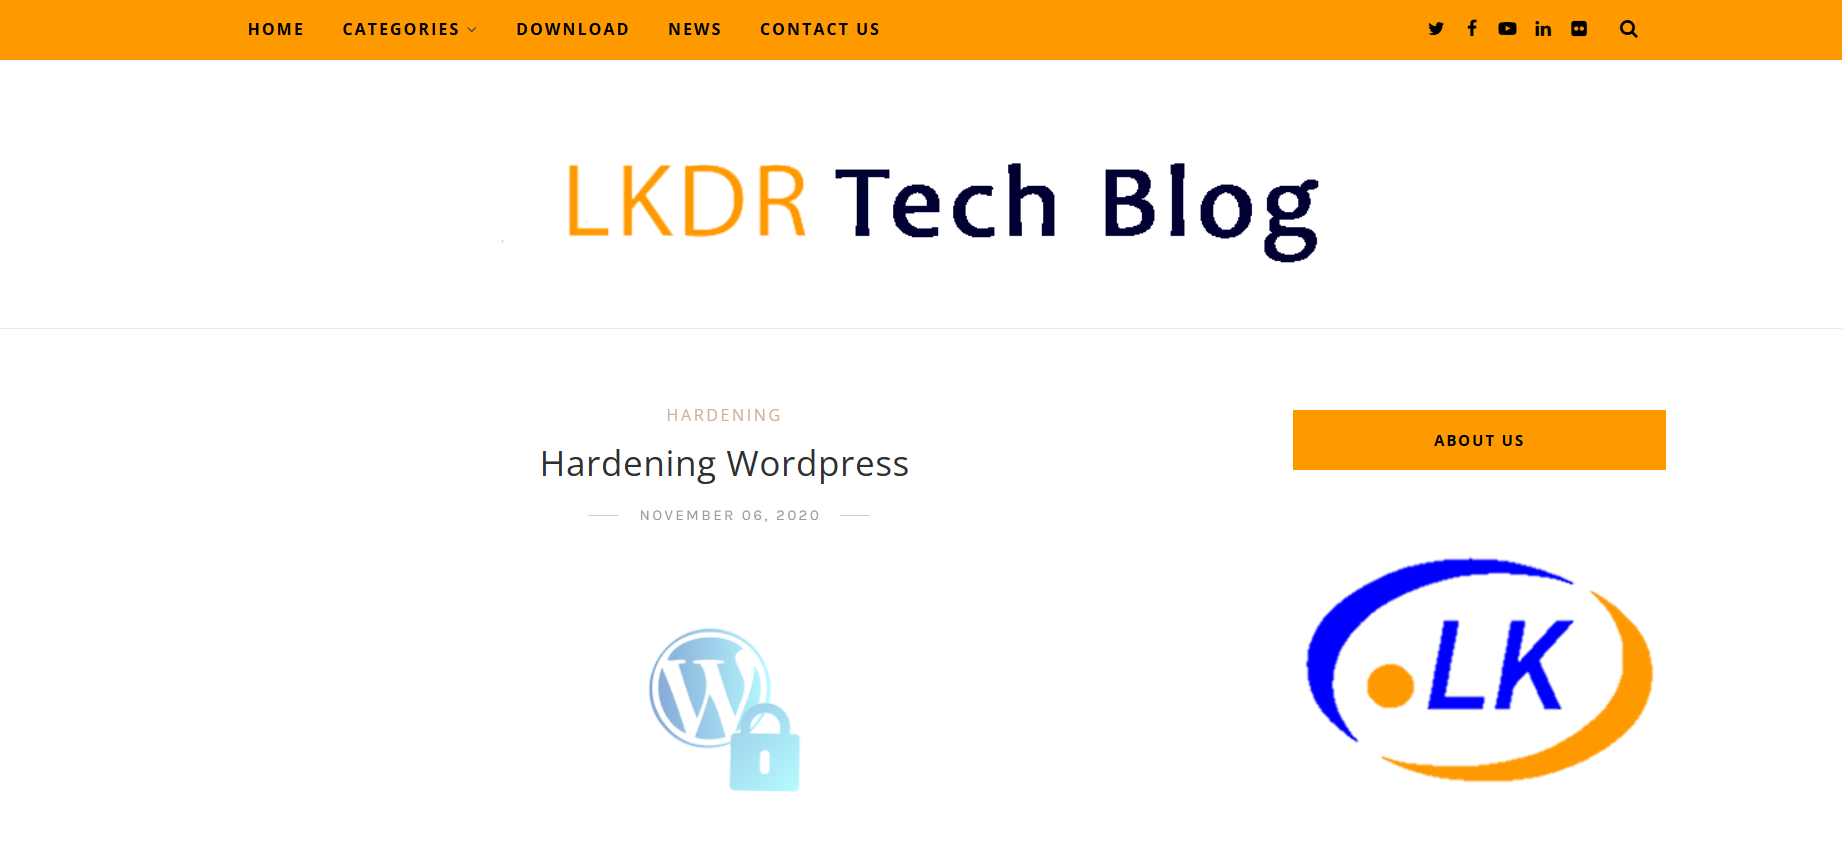 HOME CATEGORIES DOWNLOAD NEWS CONTACT US
LKDR Tech Blog
HARDENING
Hardening Wordpress
NOVEMBER 06, 2020
ABOUT US
W
.LK